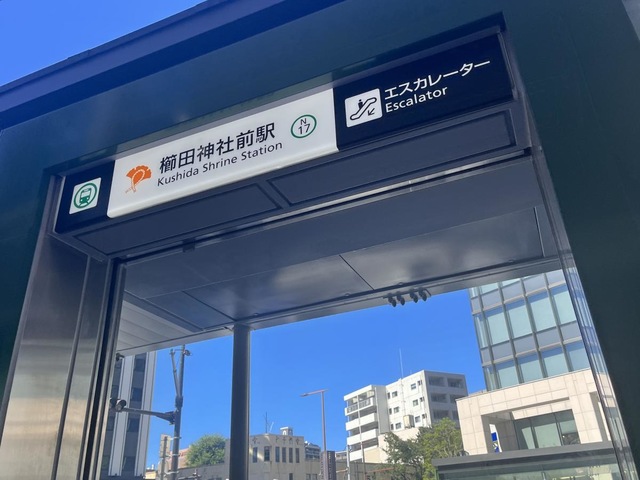 櫛田神社前駅
Kushida Shrine Station
N
17
エスカレーター
Escalator